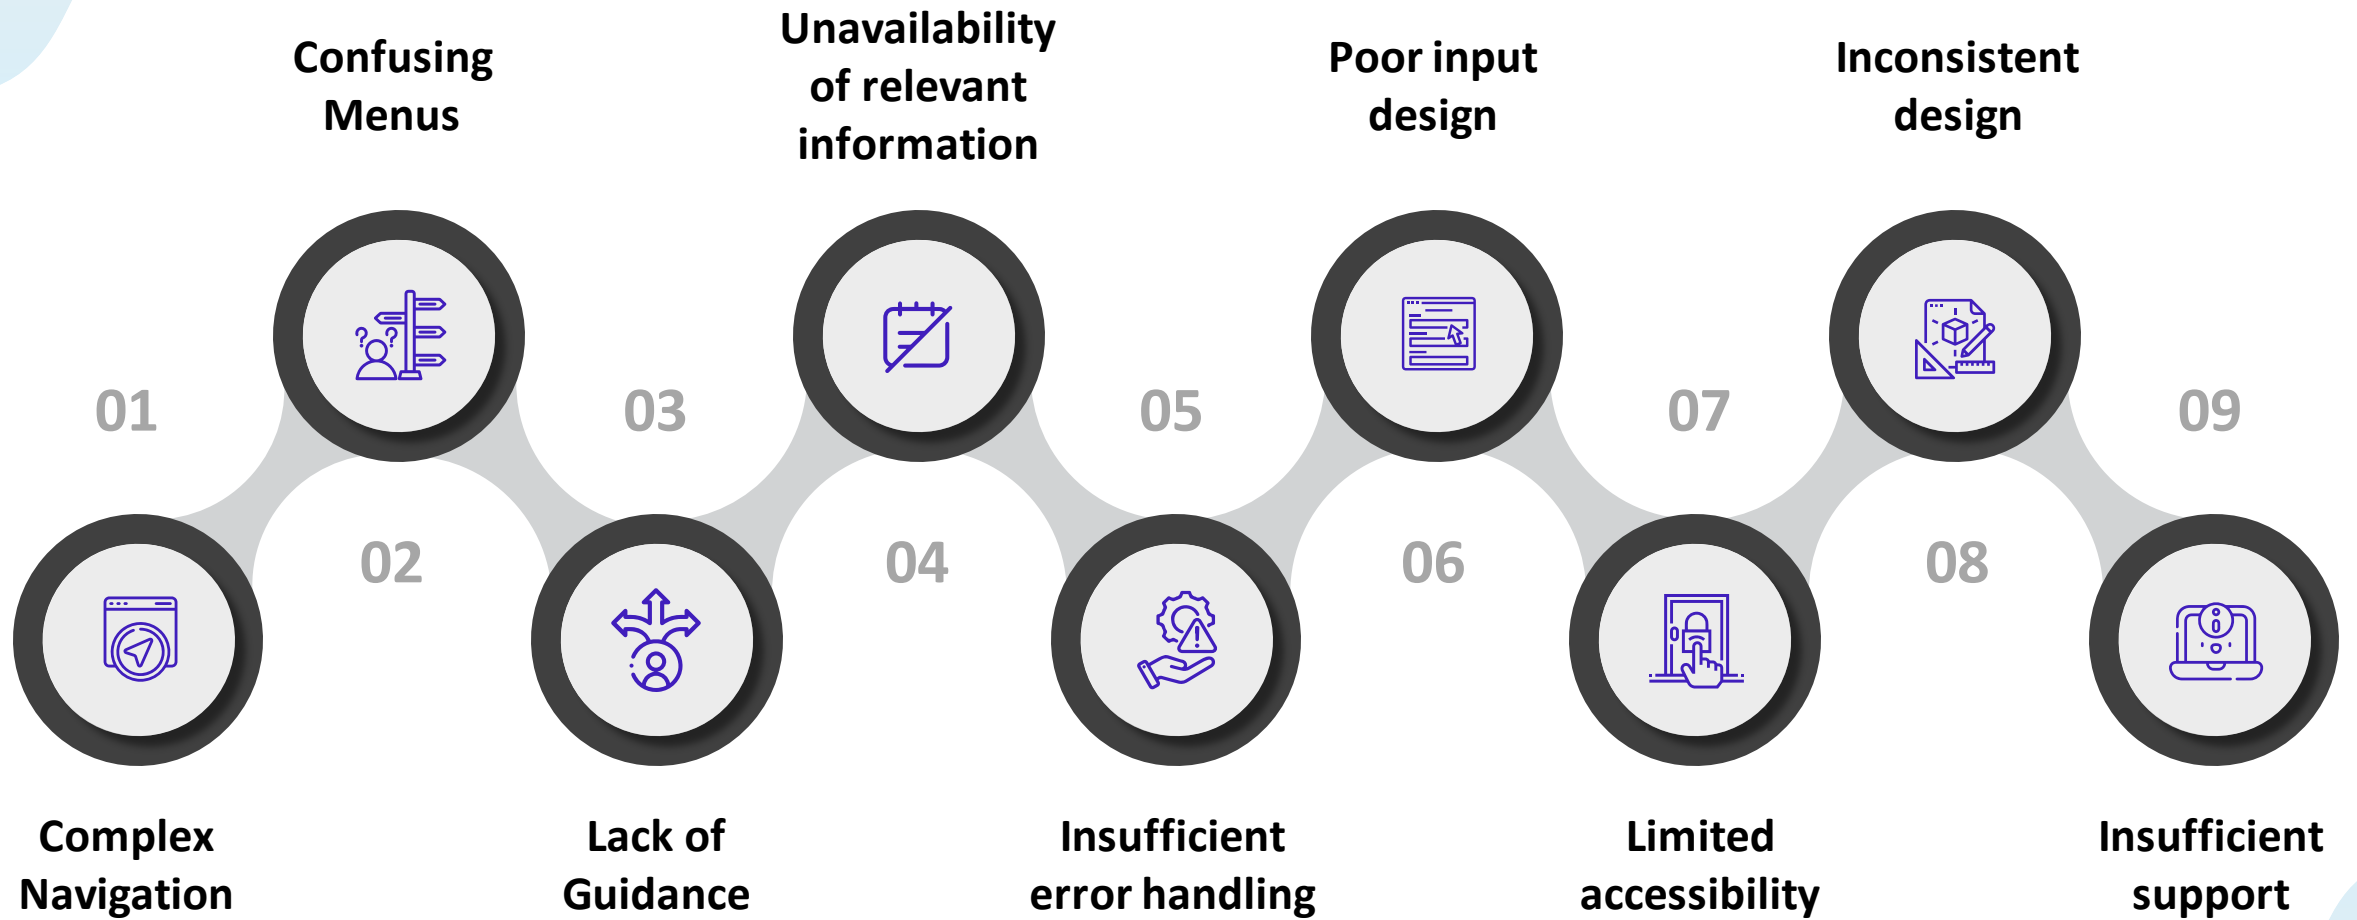 01
Complex
Navigation
Confusing
Menus
02
03
Lack of
Guidance
Unavailability
of relevant
information
04
05
Insufficient
error handling
Poor input
design
06
07
Limited
accessibility
Inconsistent
design
08
09
Insufficient
support